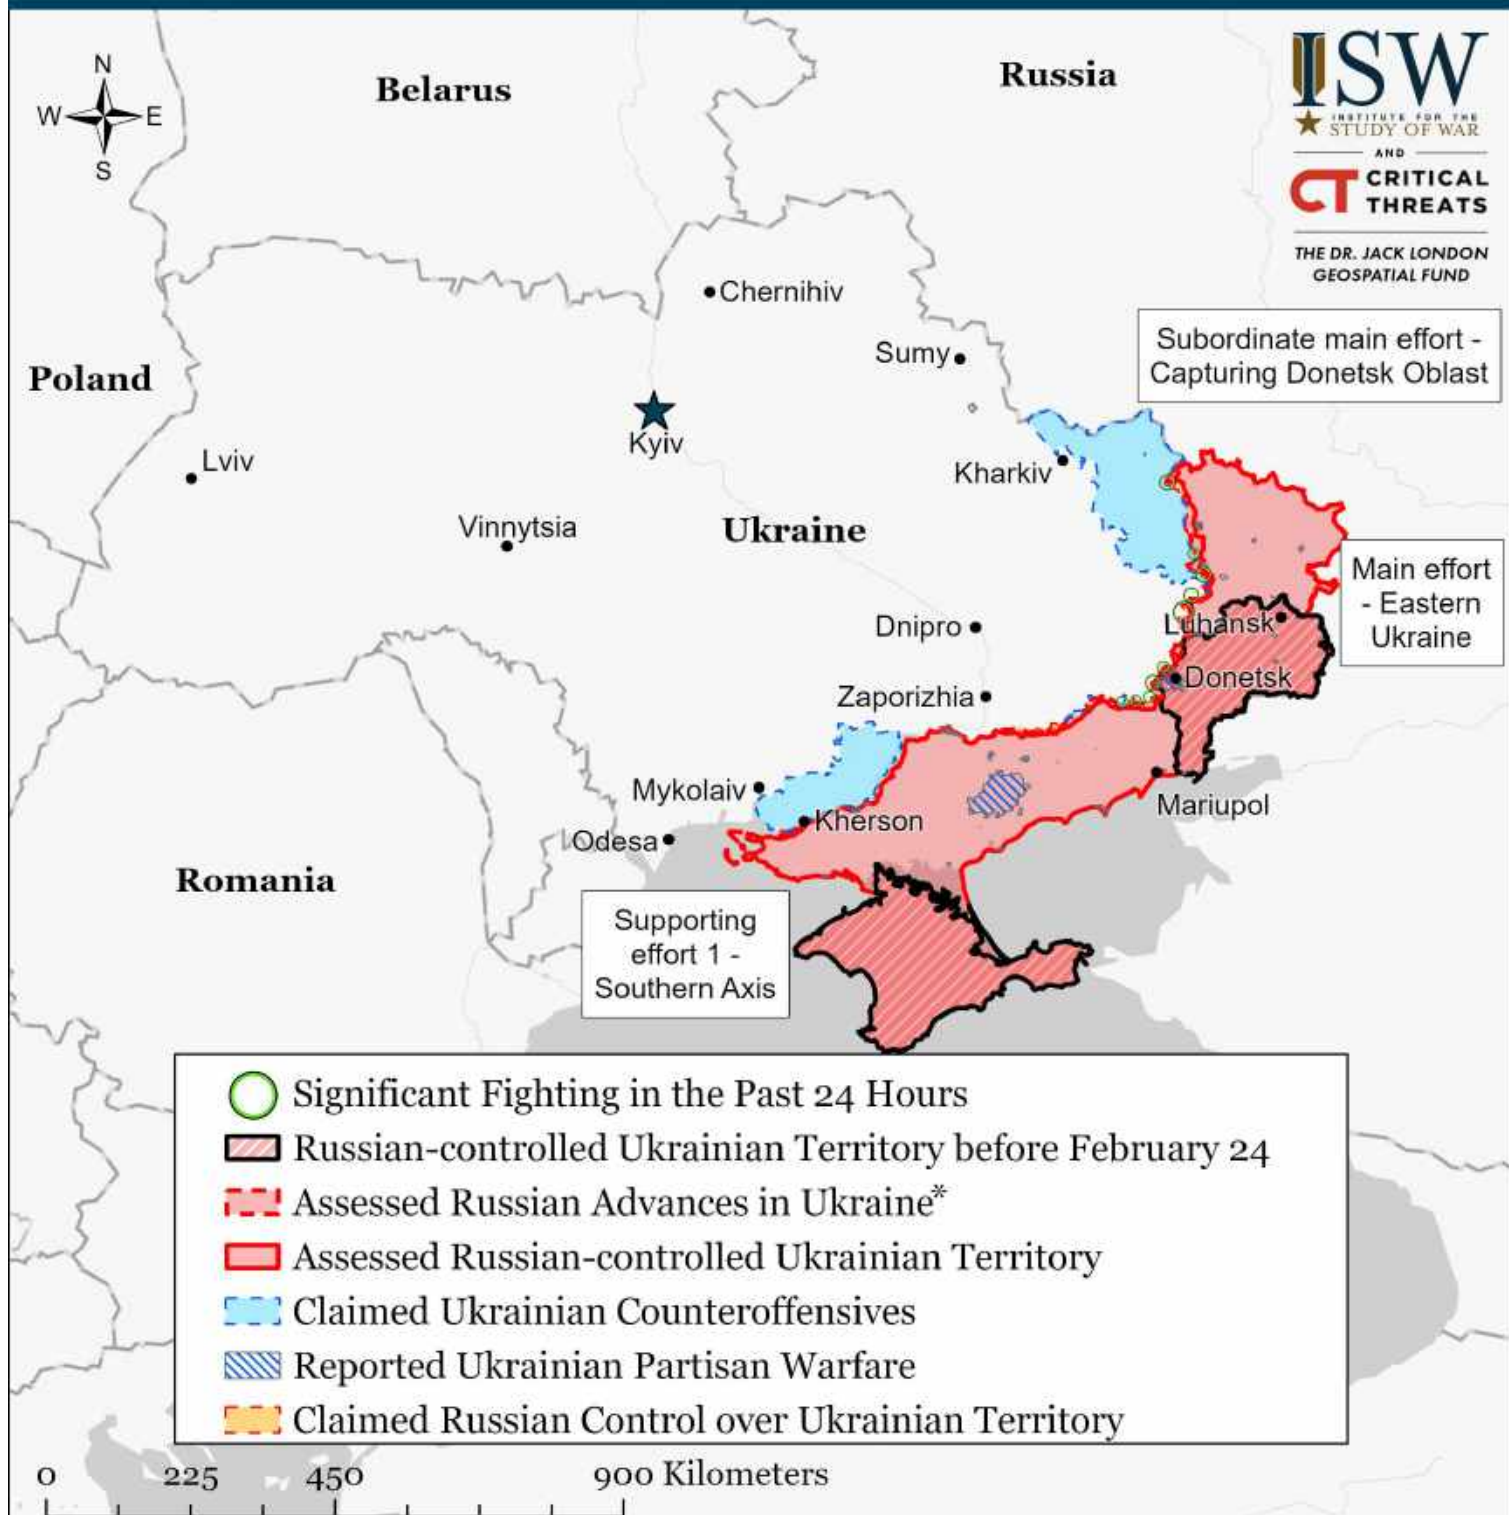 N
W
E
S
Belarus
Russia
ISW
INSTITUTE FOR THE
STUDY OF WAR
AND
CT CRITICAL
THREATS
THE DR. JACK LONDON
GEOSPATIAL FUND
Chernihiv
Subordinate main effort -
Capturing Donetsk Oblast
Sumy
Poland
Kyiv
Lviv
Kharkiv
Vinnytsia
Ukraine
Main effort
- Eastern
Ukraine
Dnipro
Luhansk
Donetsk
Zaporizhia
Mykolaiv
Mariupol
Kherson
Odesa
Romania
Supporting
effort 1 -
Southern Axis
Significant Fighting in the Past 24 Hours
Russian-controlled Ukrainian Territory before February 24
Assessed Russian Advances in Ukraine*
Assessed Russian-controlled Ukrainian Territory
Claimed Ukrainian Counteroffensives
Reported Ukrainian Partisan Warfare
Claimed Russian Control over Ukrainian Territory
0 225 450 900 Kilometers